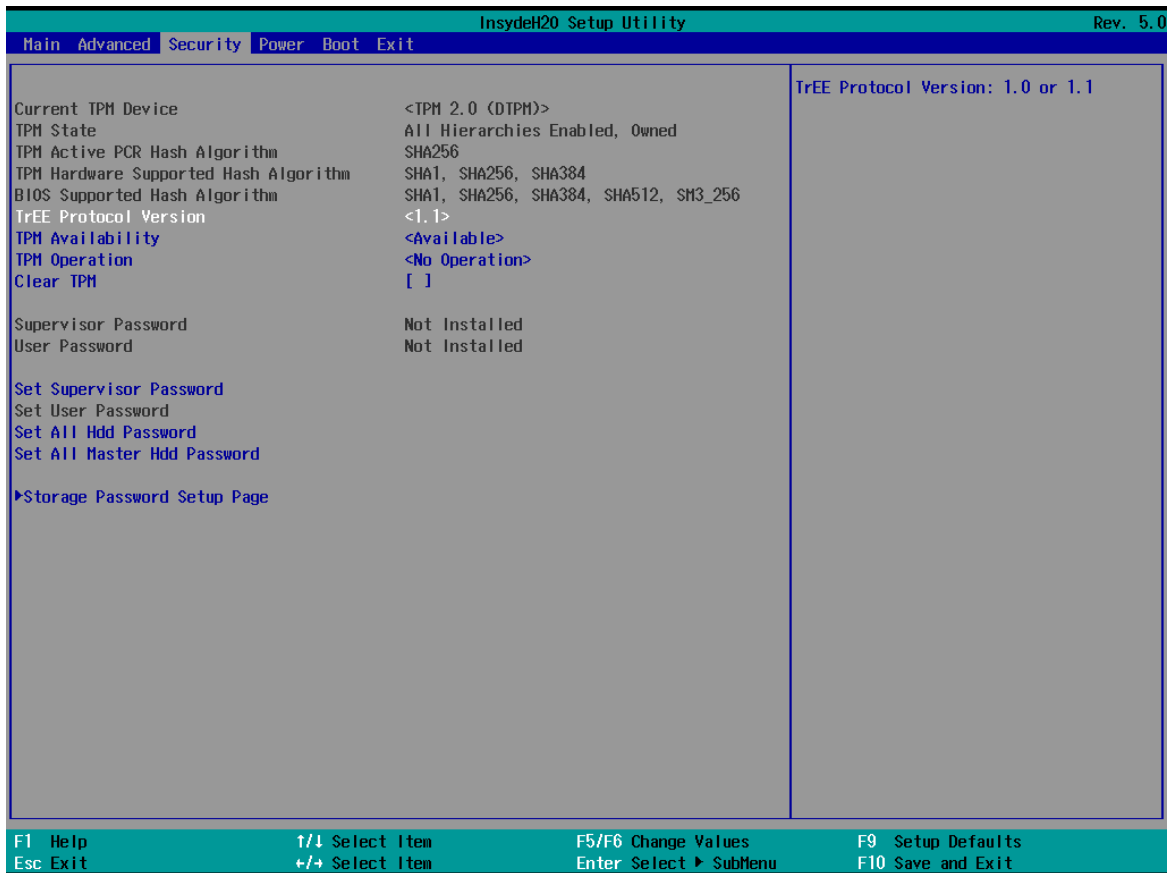 InsydeH20 Setup Utility Rev. 5.0
Main Advanced Security Power Boot Exit
TrEE Protocol Version: 1.0 or 1.1
Current TPM Device <TPM 2.0 (DTPM)>
TPM State All Hierarchies Enabled, Owned
TPM Active PCR Hash Algorithm SHA256
TPM Hardware Supported Hash Algorithm SHA1, SHA256, SHA384
BIOS Supported Hash Algorithm SHA1, SHA256, SHA384, SHA512, SM3_256
TrEE Protocol Version <1.1>
TPM Availability <Available>
TPM Operation <No Operation>
Clear TPM [ ]
Supervisor Password Not Installed
User Password Not Installed
Set Supervisor Password
Set User Password
Set All Hdd Password
Set All Master Hdd Password
▶Storage Password Setup Page
F1 Help ↑/↓ Select Item F5/F6 Change Values F9 Setup Defaults
Esc Exit ←/→ Select Item Enter Select ▶ SubMenu F10 Save and Exit